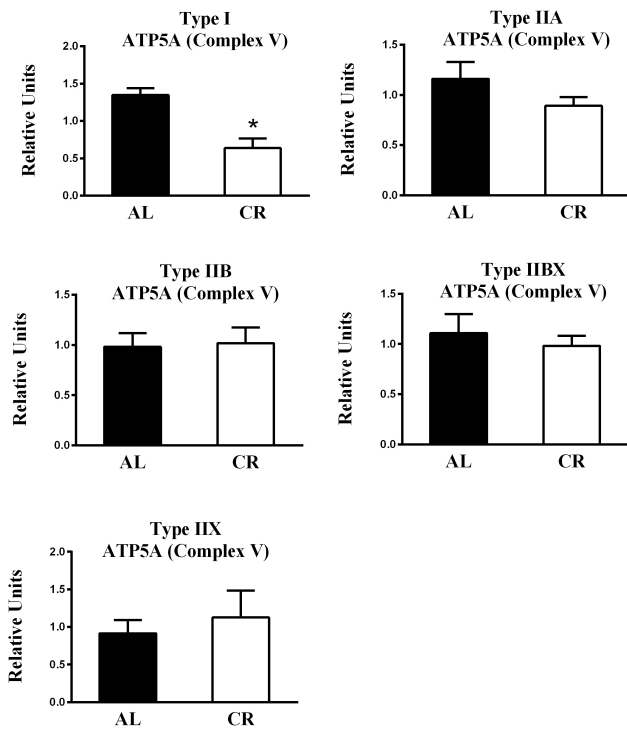 Type I
ATP5A (Complex V)
Relative Units
2.0
1.5
1.0
0.5
0.0
*
AL CR
Type IIA
ATP5A (Complex V)
Relative Units
1.5
1.0
0.5
0.0
AL CR
Type IIB
ATP5A (Complex V)
Relative Units
1.5
1.0
0.5
0.0
AL CR
Type IIBX
ATP5A (Complex V)
Relative Units
1.5
1.0
0.5
0.0
AL CR
Type IIX
ATP5A (Complex V)
Relative Units
2.0
1.5
1.0
0.5
0.0
AL CR